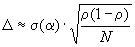 Δ ≈ σ(α) · √(ρ(1 − ρ) / N)